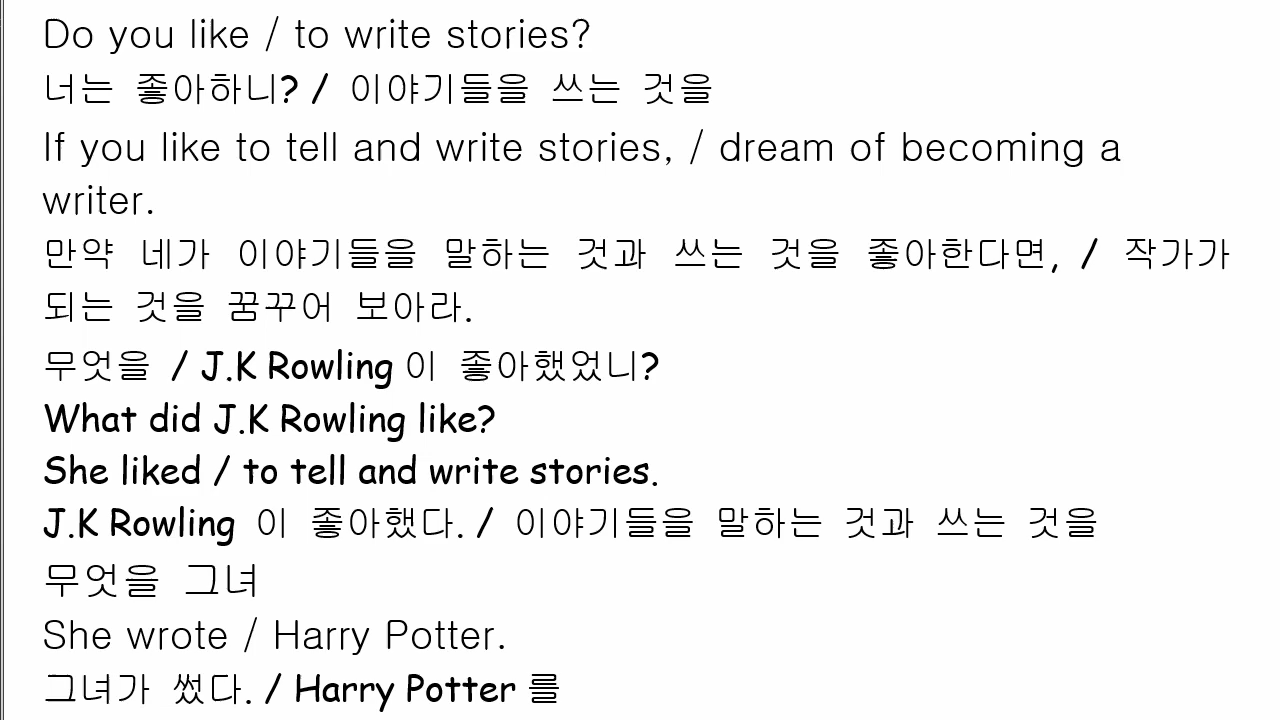 Do you like / to write stories?
너는 좋아하니? / 이야기들을 쓰는 것을
If you like to tell and write stories, / dream of becoming a
writer.
만약 네가 이야기들을 말하는 것과 쓰는 것을 좋아한다면, / 작가가
되는 것을 꿈꾸어 보아라.
무엇을 / J.K Rowling 이 좋아했었니?
What did J.K Rowling like?
She liked / to tell and write stories.
J.K Rowling 이 좋아했다. / 이야기들을 말하는 것과 쓰는 것을
무엇을 그녀
She wrote / Harry Potter.
그녀가 썼다. / Harry Potter 를